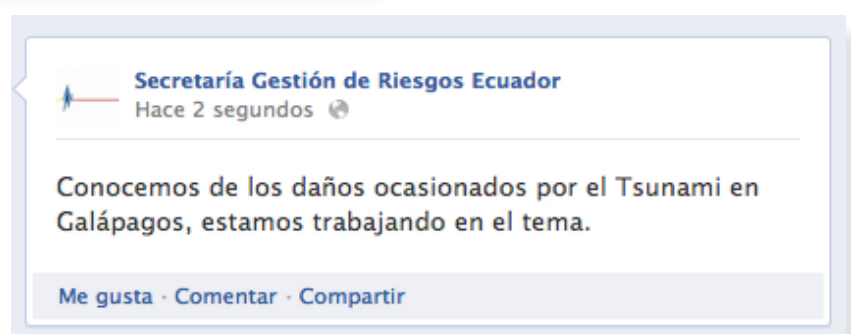 Secretaría Gestión de Riesgos Ecuador
Hace 2 segundos
Conocemos de los daños ocasionados por el Tsunami en
Galápagos, estamos trabajando en el tema.
Me gusta · Comentar · Compartir